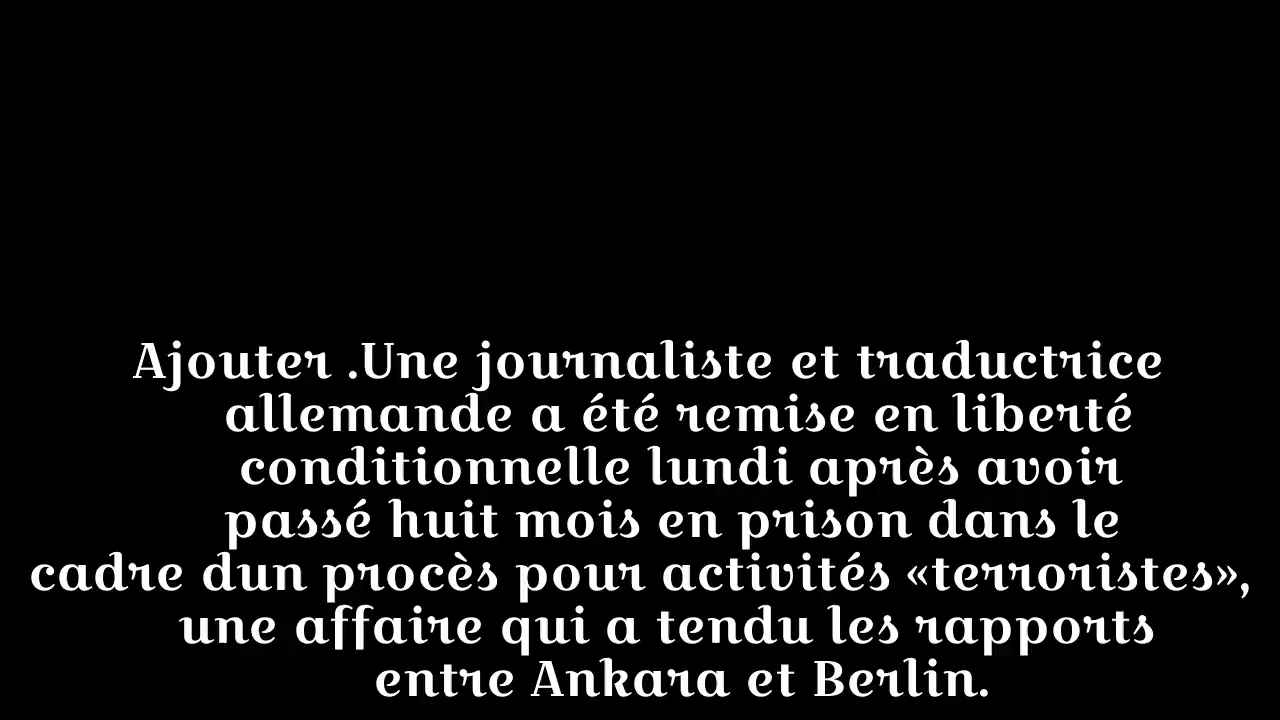 Ajouter .Une journaliste et traductrice
allemande a été remise en liberté
conditionnelle lundi après avoir
passé huit mois en prison dans le
cadre dun procès pour activités «terroristes»,
une affaire qui a tendu les rapports
entre Ankara et Berlin.